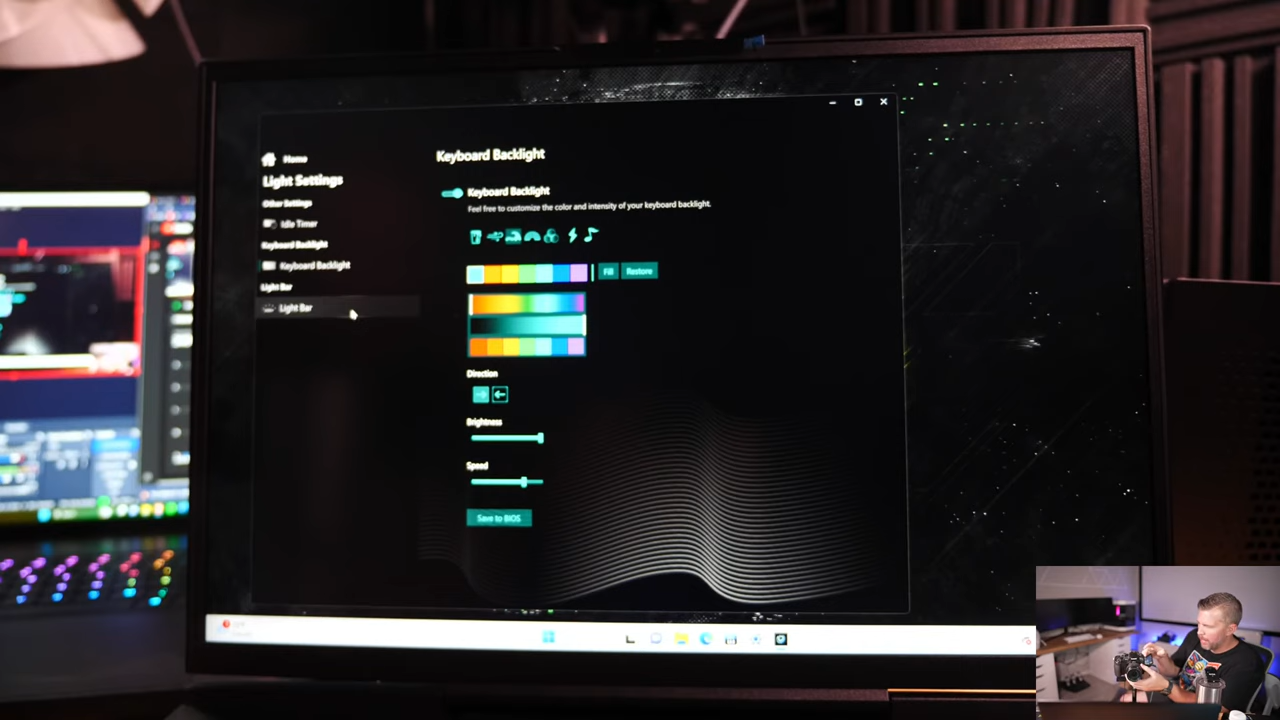 Home
Light Settings
Other Settings
Idle Timer
Keyboard Backlight
Keyboard Backlight
Light Bar
Light Bar
Keyboard Backlight
Keyboard Backlight
Feel free to customize the color and intensity of your keyboard backlight.
Fill
Restore
Direction
Brightness
Speed
Save to BIOS